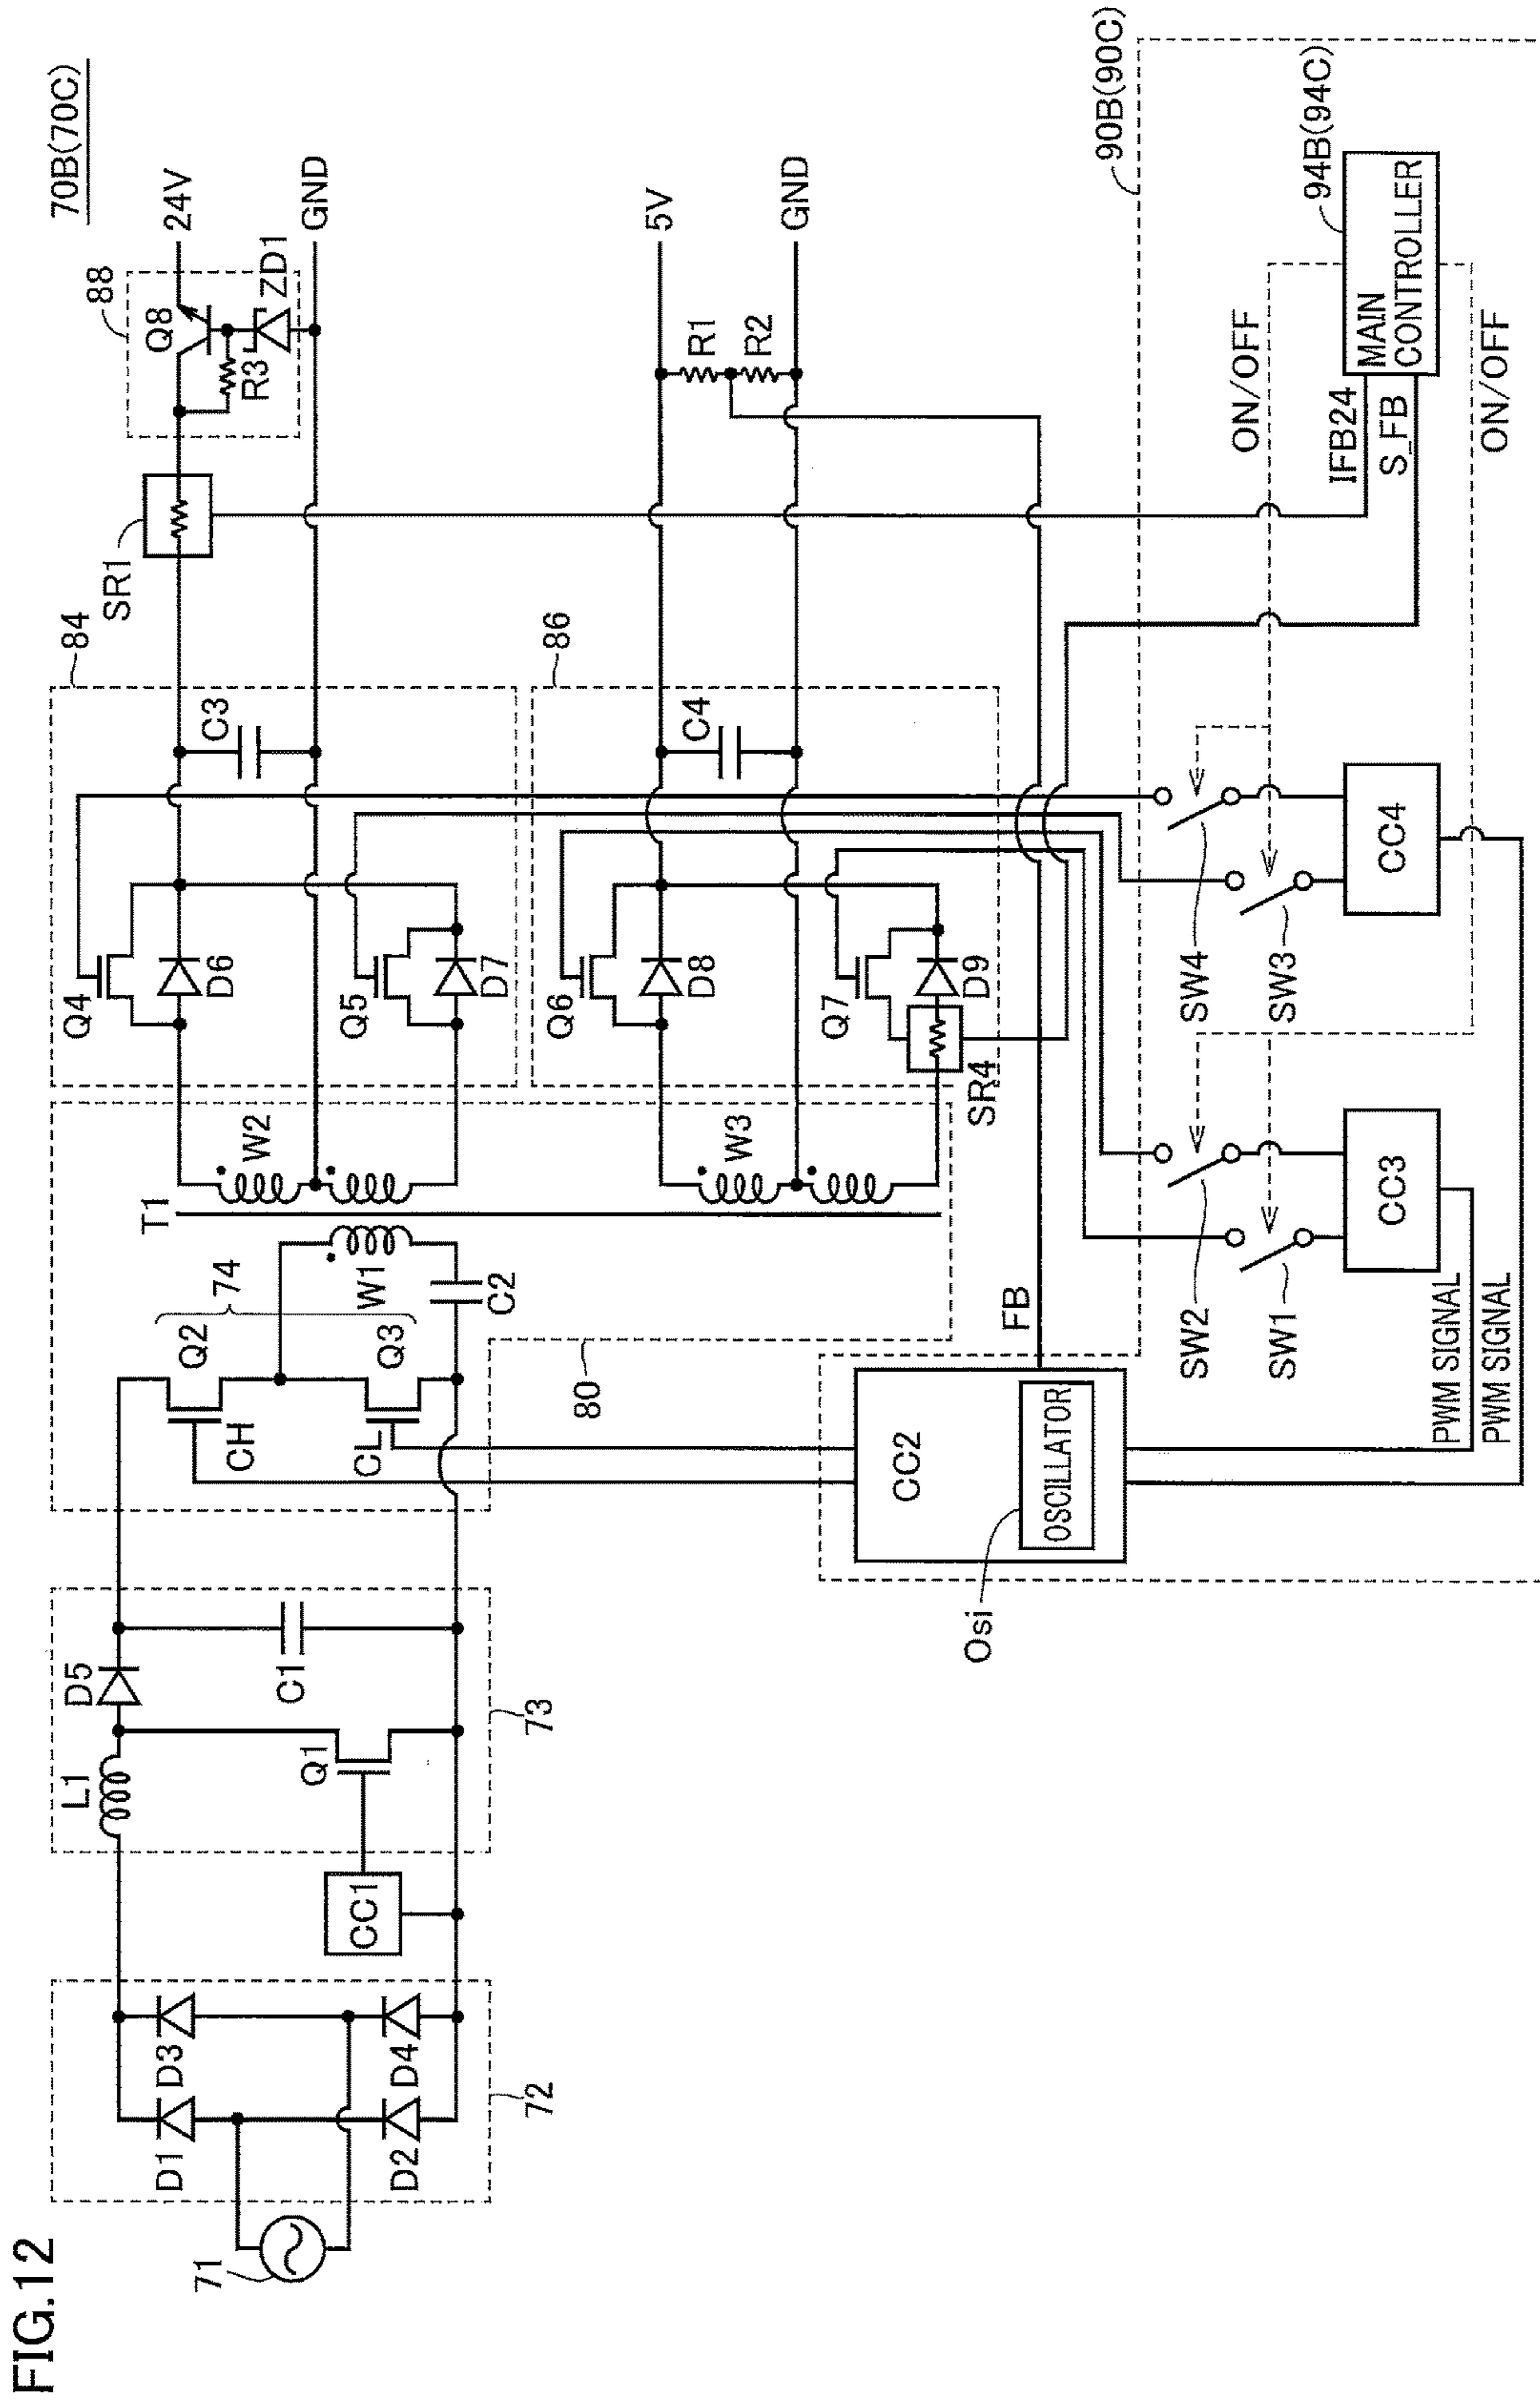 FIG.12
70B(70C)
71
72
D1
D2
D3
D4
CC1
73
L1
Q1
D5
C1
80
74
Q2
Q3
CH
CL
W1
C2
T1
W2
W3
84
Q4
D6
Q5
D7
C3
86
Q6
D8
Q7
D9
SR4
C4
SR1
88
Q8
R3
ZD1
24V
GND
5V
R1
R2
GND
FB
CC2
OSCILLATOR
Osi
90B(90C)
94B(94C)
MAIN
CONTROLLER
IFB24
S_FB
ON/OFF
ON/OFF
SW2
SW1
SW4
SW3
CC3
CC4
PWM SIGNAL
PWM SIGNAL